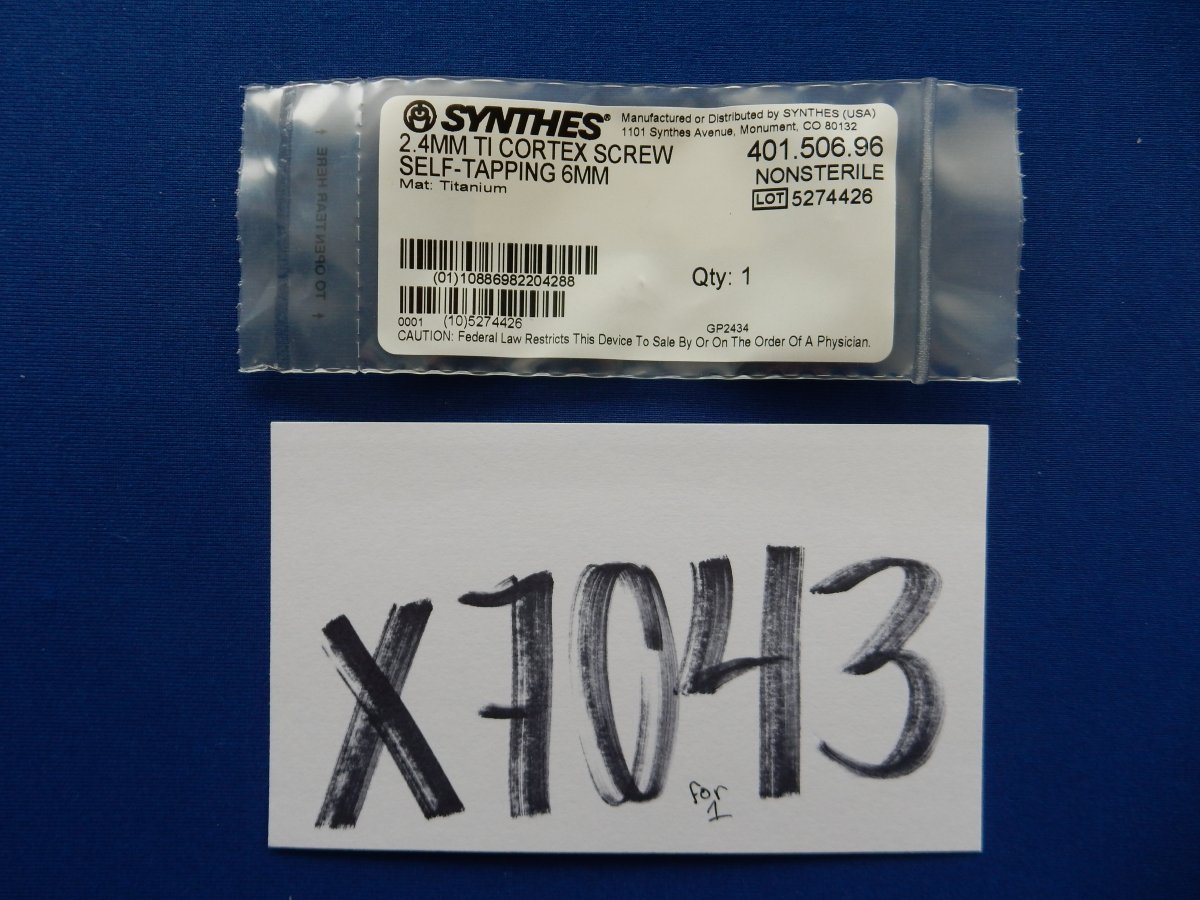 SYNTHES® Manufactured or Distributed by SYNTHES (USA)
1101 Synthes Avenue, Monument, CO 80132
2.4MM TI CORTEX SCREW 401.506.96
SELF-TAPPING 6MM NONSTERILE
Mat: Titanium LOT 5274426
(01)10886982204288 Qty: 1
0001 (10)5274426 GP2434
CAUTION: Federal Law Restricts This Device To Sale By Or On The Order Of A Physician.
TO OPEN TEAR HERE
X7043
for
1